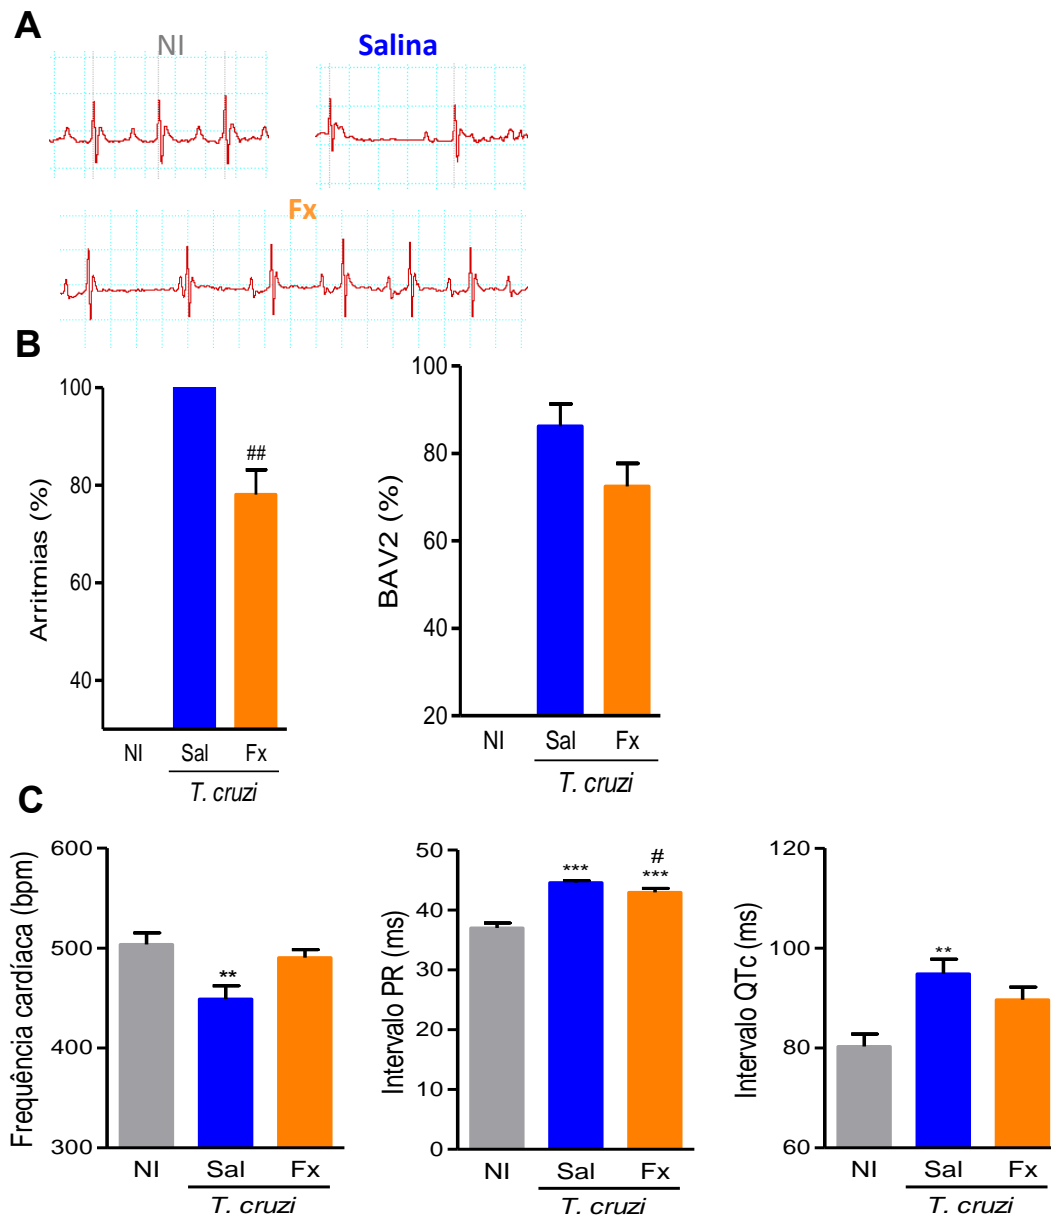 A
NI
Salina
Fx
B
Arritmias (%)
100
80
60
40
##
NI Sal Fx
T. cruzi
BAV2 (%)
100
80
60
40
20
NI Sal Fx
T. cruzi
C
Frequência cardíaca (bpm)
600
500
400
300
**
NI Sal Fx
T. cruzi
Intervalo PR (ms)
50
40
30
20
10
0
***
#
***
NI Sal Fx
T. cruzi
Intervalo QTc (ms)
120
100
80
60
**
NI Sal Fx
T. cruzi